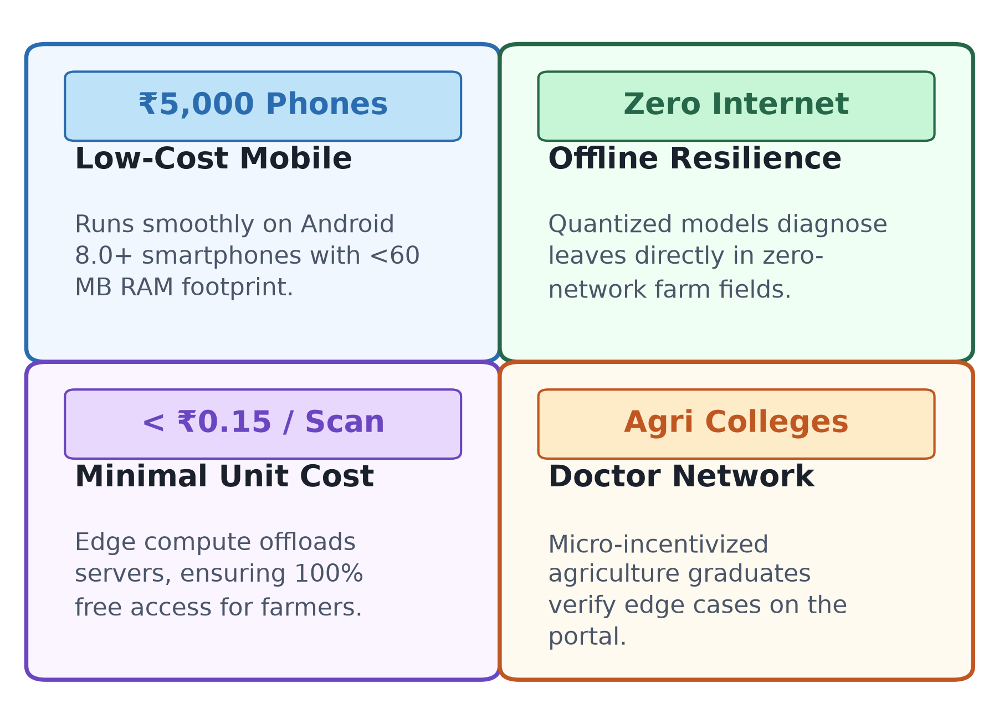 ₹5,000 Phones
Low-Cost Mobile
Runs smoothly on Android
8.0+ smartphones with <60
MB RAM footprint.
Zero Internet
Offline Resilience
Quantized models diagnose
leaves directly in zero-
network farm fields.
< ₹0.15 / Scan
Minimal Unit Cost
Edge compute offloads
servers, ensuring 100%
free access for farmers.
Agri Colleges
Doctor Network
Micro-incentivized
agriculture graduates
verify edge cases on the
portal.